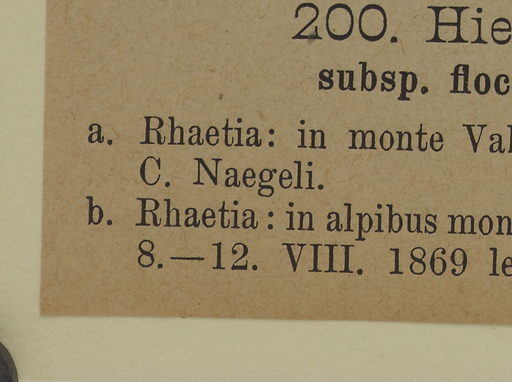 200. Hie
subsp. floc
a. Rhaetia: in monte Val
C. Naegeli.
b. Rhaetia: in alpibus mon
8.—12. VIII. 1869 le